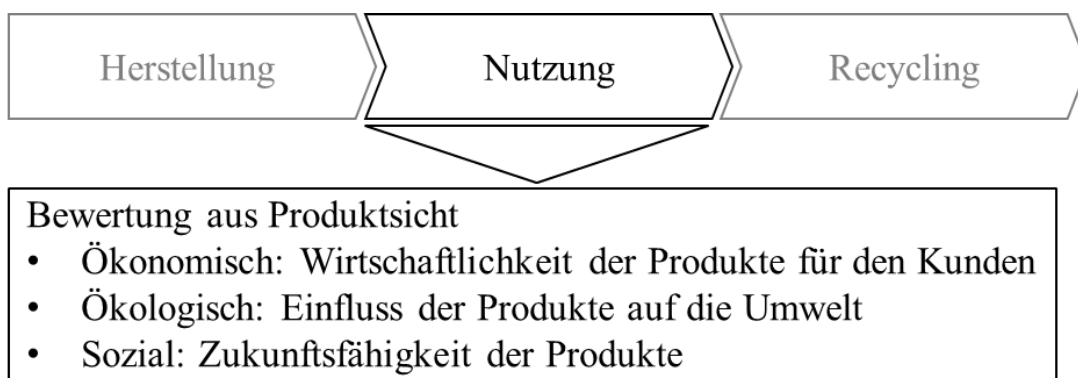 Herstellung
Nutzung
Recycling
Bewertung aus Produktsicht
• Ökonomisch: Wirtschaftlichkeit der Produkte für den Kunden
• Ökologisch: Einfluss der Produkte auf die Umwelt
• Sozial: Zukunftsfähigkeit der Produkte